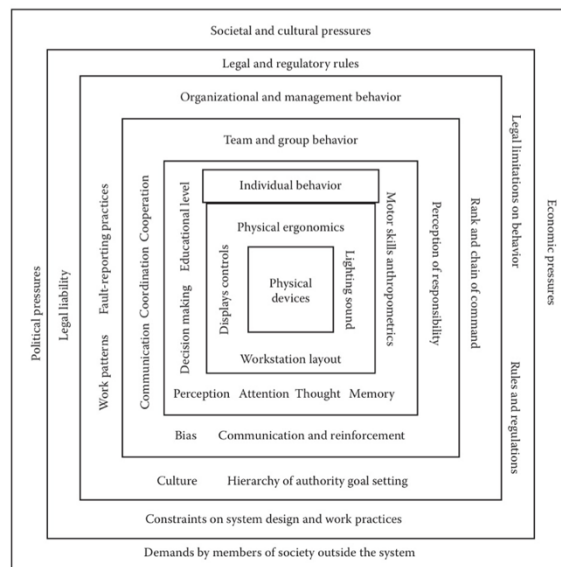 Societal and cultural pressures
Legal and regulatory rules
Organizational and management behavior
Team and group behavior
Individual behavior
Physical ergonomics
Physical
devices
Displays controls
Lighting sound
Workstation layout
Decision making Educational level
Motor skills anthropometrics
Perception Attention Thought Memory
Communication Coordination Cooperation
Perception of responsibility
Bias Communication and reinforcement
Work patterns Fault-reporting practices
Rank and chain of command
Culture Hierarchy of authority goal setting
Legal liability
Legal limitations on behavior
Rules and regulations
Constraints on system design and work practices
Political pressures
Economic pressures
Demands by members of society outside the system